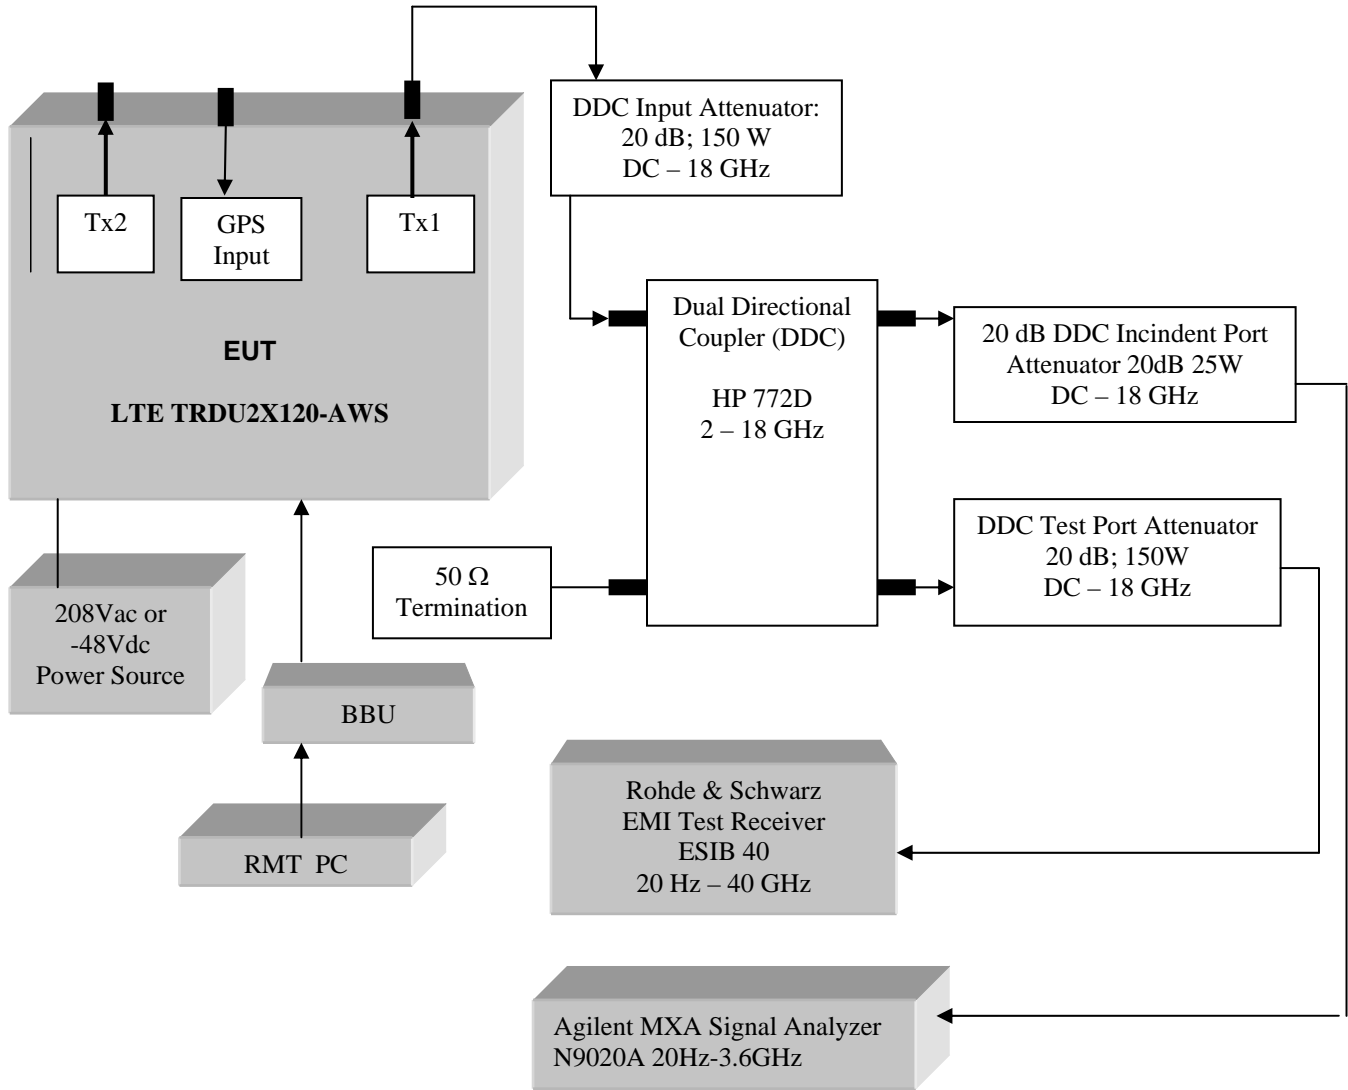 DDC Input Attenuator:
20 dB; 150 W
DC – 18 GHz
Tx2
GPS
Input
Tx1
EUT
LTE TRDU2X120-AWS
Dual Directional
Coupler (DDC)
HP 772D
2 – 18 GHz
20 dB DDC Incindent Port
Attenuator 20dB 25W
DC – 18 GHz
DDC Test Port Attenuator
20 dB; 150W
DC – 18 GHz
50 Ω
Termination
208Vac or
-48Vdc
Power Source
BBU
RMT PC
Rohde & Schwarz
EMI Test Receiver
ESIB 40
20 Hz – 40 GHz
Agilent MXA Signal Analyzer
N9020A 20Hz-3.6GHz